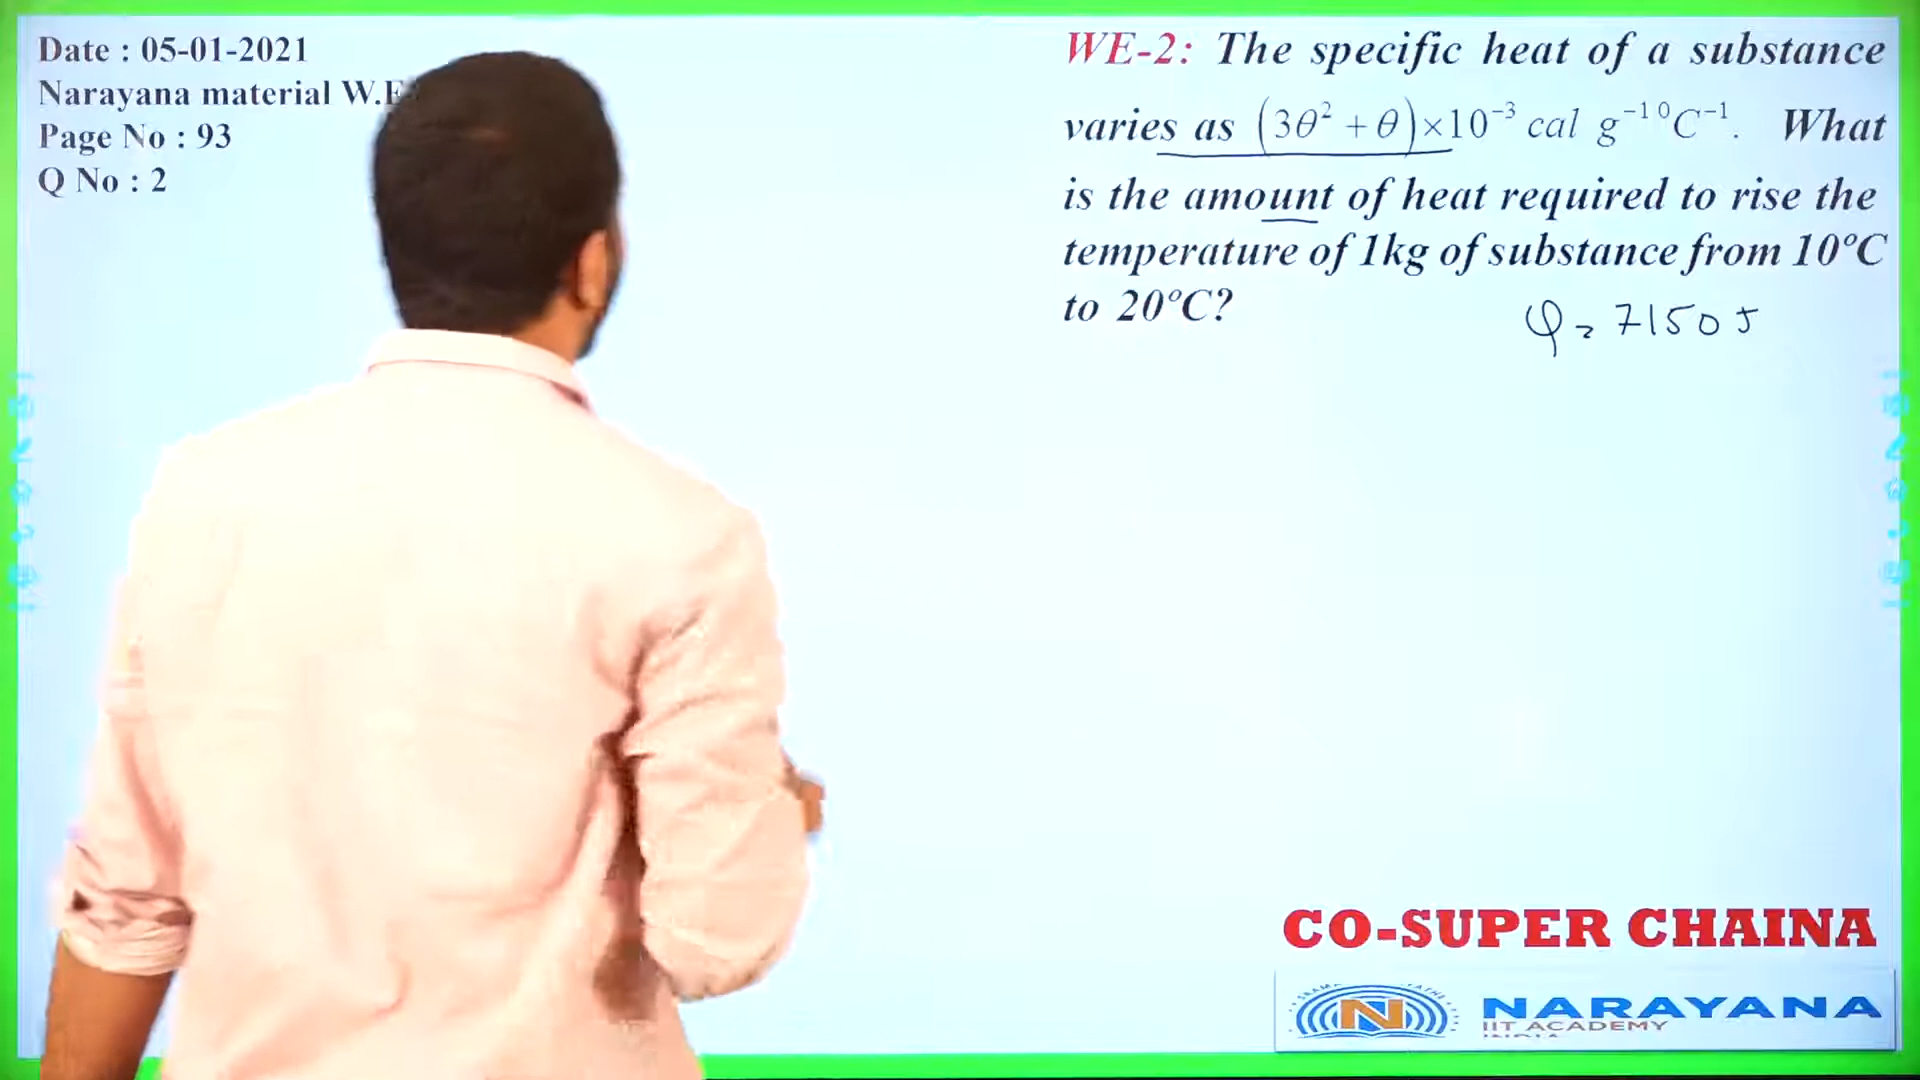 Date : 05-01-2021
Narayana material W.E
Page No : 93
Q No : 2
WE-2: The specific heat of a substance
varies as (3θ² + θ)×10⁻³ cal g⁻¹⁰C⁻¹. What
is the amount of heat required to rise the
temperature of 1kg of substance from 10°C
to 20°C?
Q = 7150 J
CO-SUPER CHAINA
NARAYANA
IIT ACADEMY
INDIA